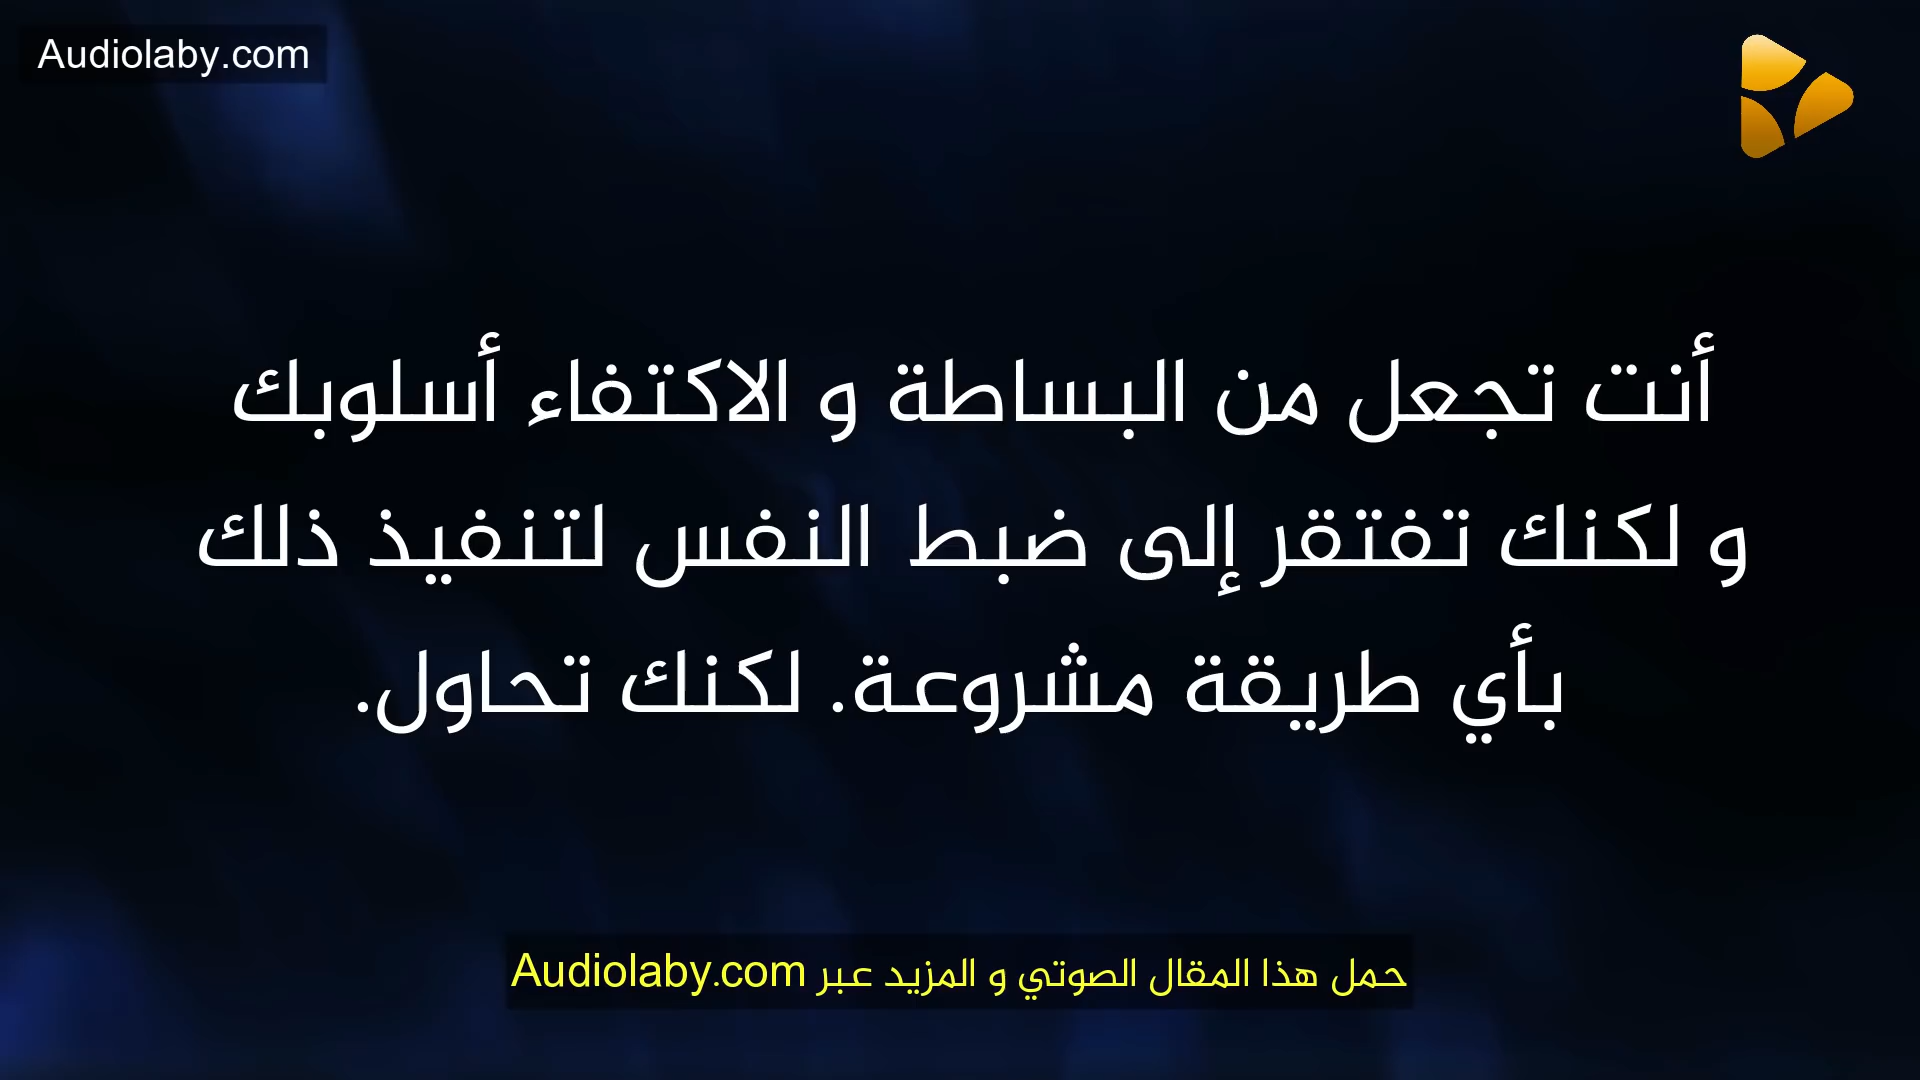 Audiolaby.com
أنت تجعل من البساطة و الاكتفاء أسلوبك
و لكنك تفتقر إلى ضبط النفس لتنفيذ ذلك
بأي طريقة مشروعة. لكنك تحاول.
حمل هذا المقال الصوتي و المزيد عبر Audiolaby.com